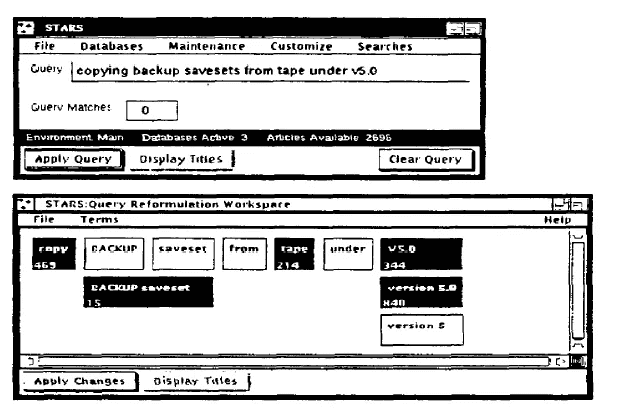 STARS
File Databases Maintenance Customize Searches
Query copying backup savesets from tape under v5.0
Query Matches 0
Environment Main Databases Active 3 Articles Available 2696
Apply Query Display Titles Clear Query
STARS:Query Reformulation Workspace
File Terms Help
copy BACKUP saveset from tape under V5.0
469 214 344
BACKUP saveset version 5.0
15 840
version 5
Apply Changes Display Titles